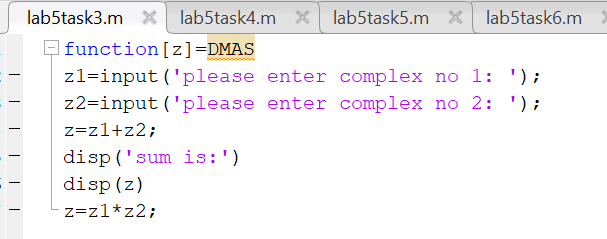 lab5task3.m lab5task4.m lab5task5.m lab5task6.m
function[z]=DMAS
z1=input('please enter complex no 1: ');
z2=input('please enter complex no 2: ');
z=z1+z2;
disp('sum is:')
disp(z)
z=z1*z2;